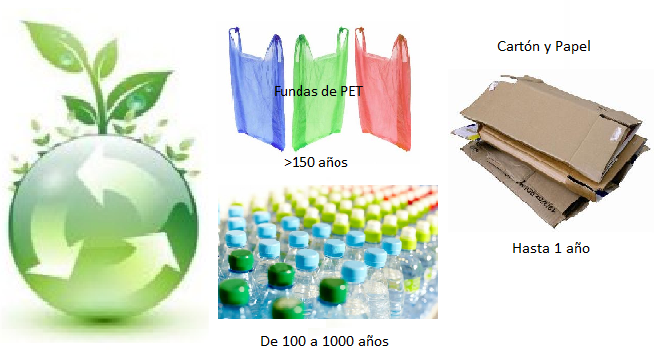 Fundas de PET
>150 años
De 100 a 1000 años
Cartón y Papel
Hasta 1 año